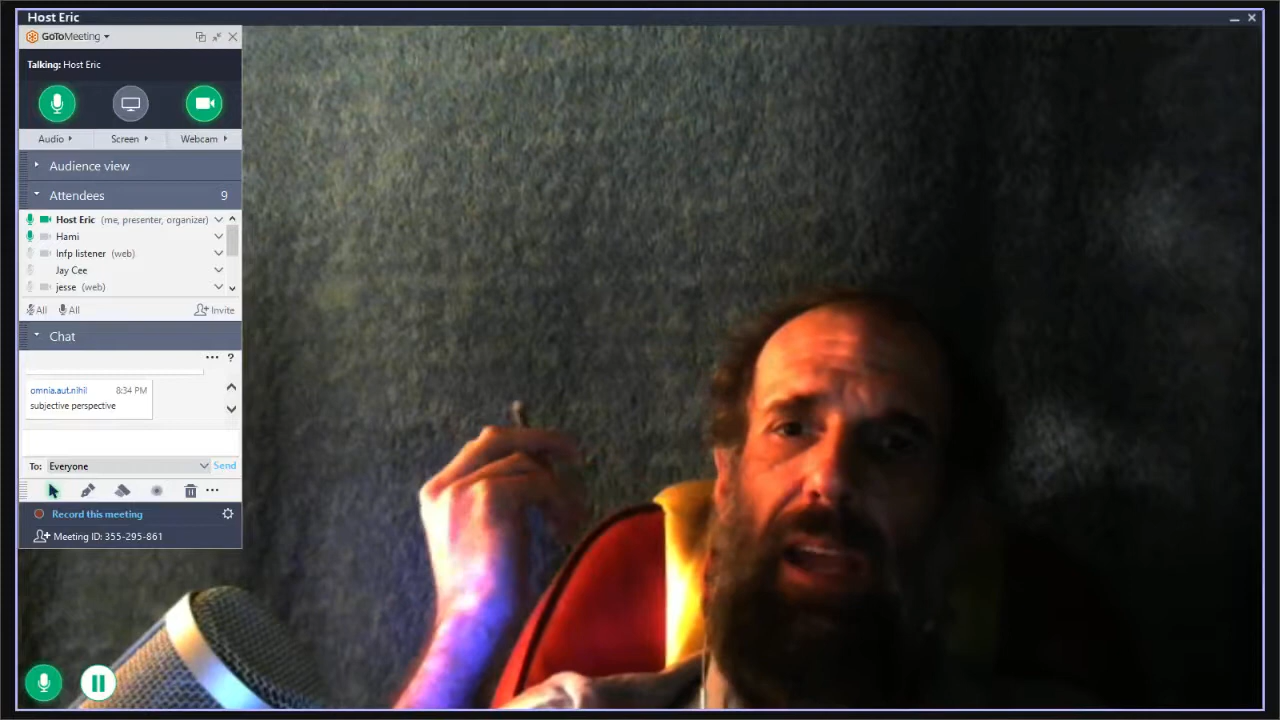 Host Eric
GoToMeeting
Talking: Host Eric
Audio
Screen
Webcam
Audience view
Attendees 9
Host Eric (me, presenter, organizer)
Hami
Infp listener (web)
Jay Cee
jesse (web)
All All Invite
Chat
... ?
omnia.aut.nihil 8:34 PM
subjective perspective
To: Everyone Send
...
Record this meeting
Meeting ID: 355-295-861